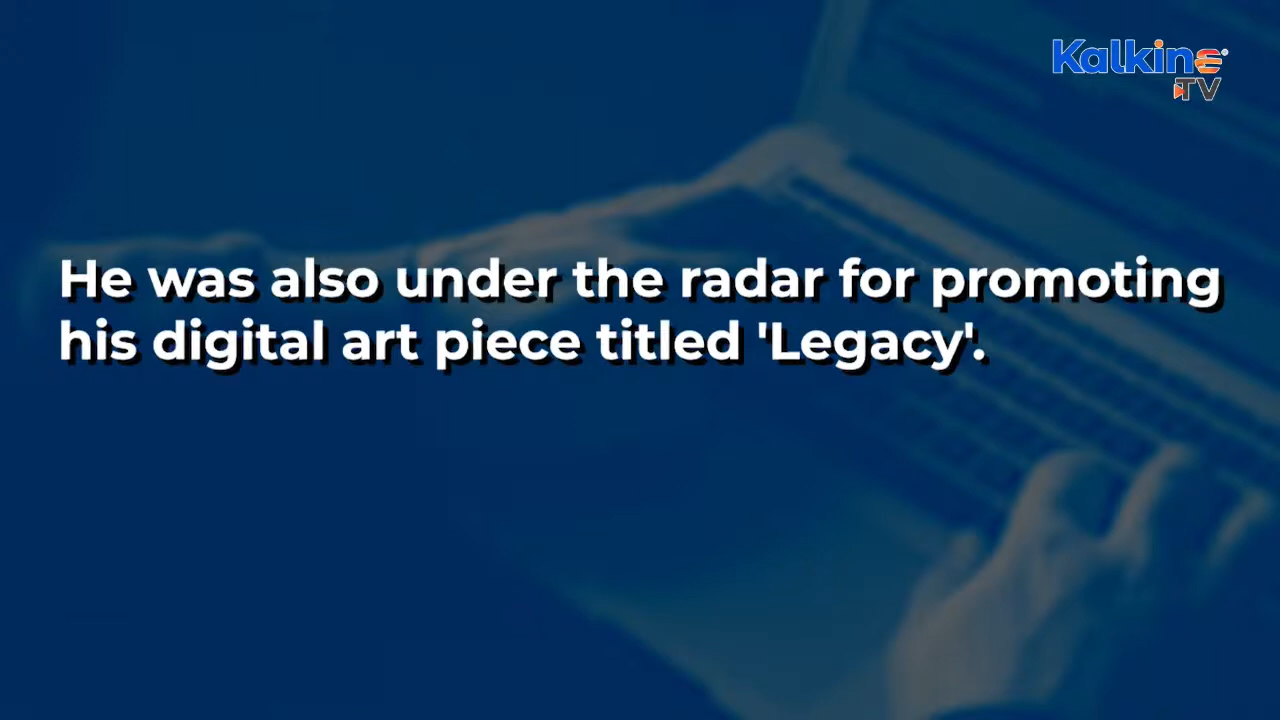 Kalkine
TV
He was also under the radar for promoting
his digital art piece titled 'Legacy'.